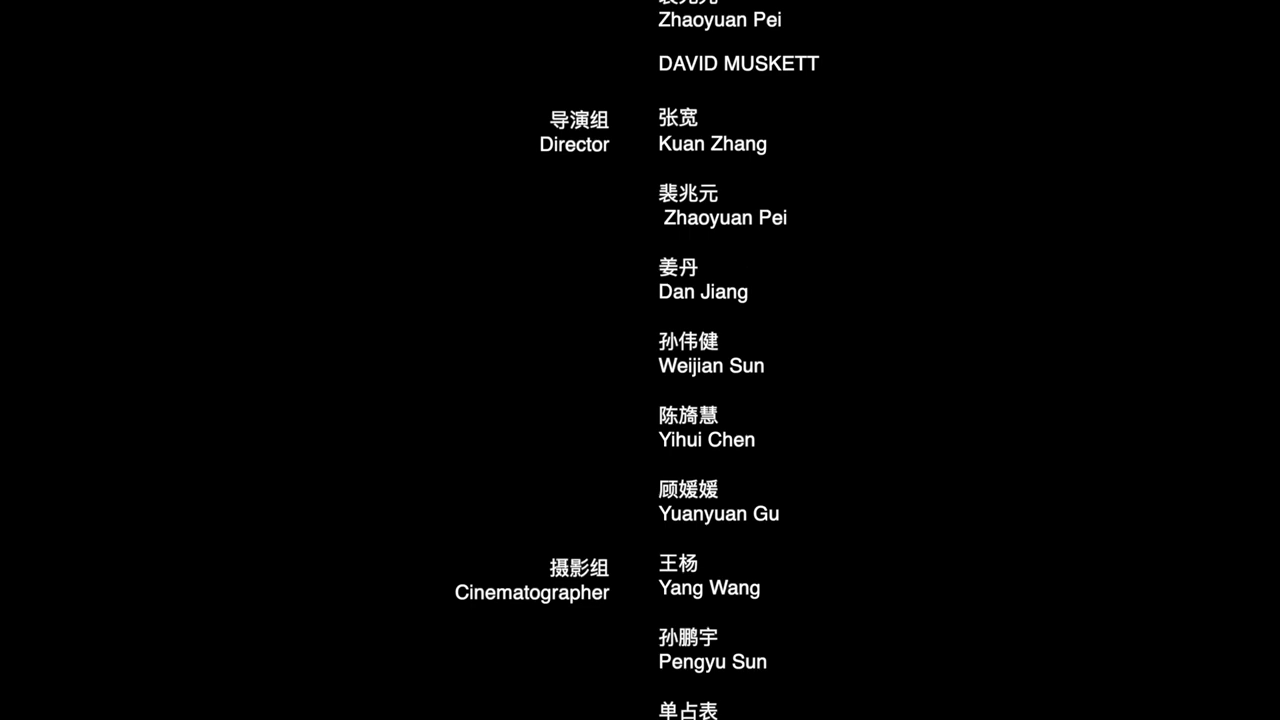 Zhaoyuan Pei
DAVID MUSKETT
导演组
Director
张宽
Kuan Zhang
裴兆元
Zhaoyuan Pei
姜丹
Dan Jiang
孙伟健
Weijian Sun
陈旖慧
Yihui Chen
顾媛媛
Yuanyuan Gu
摄影组
Cinematographer
王杨
Yang Wang
孙鹏宇
Pengyu Sun
单占表